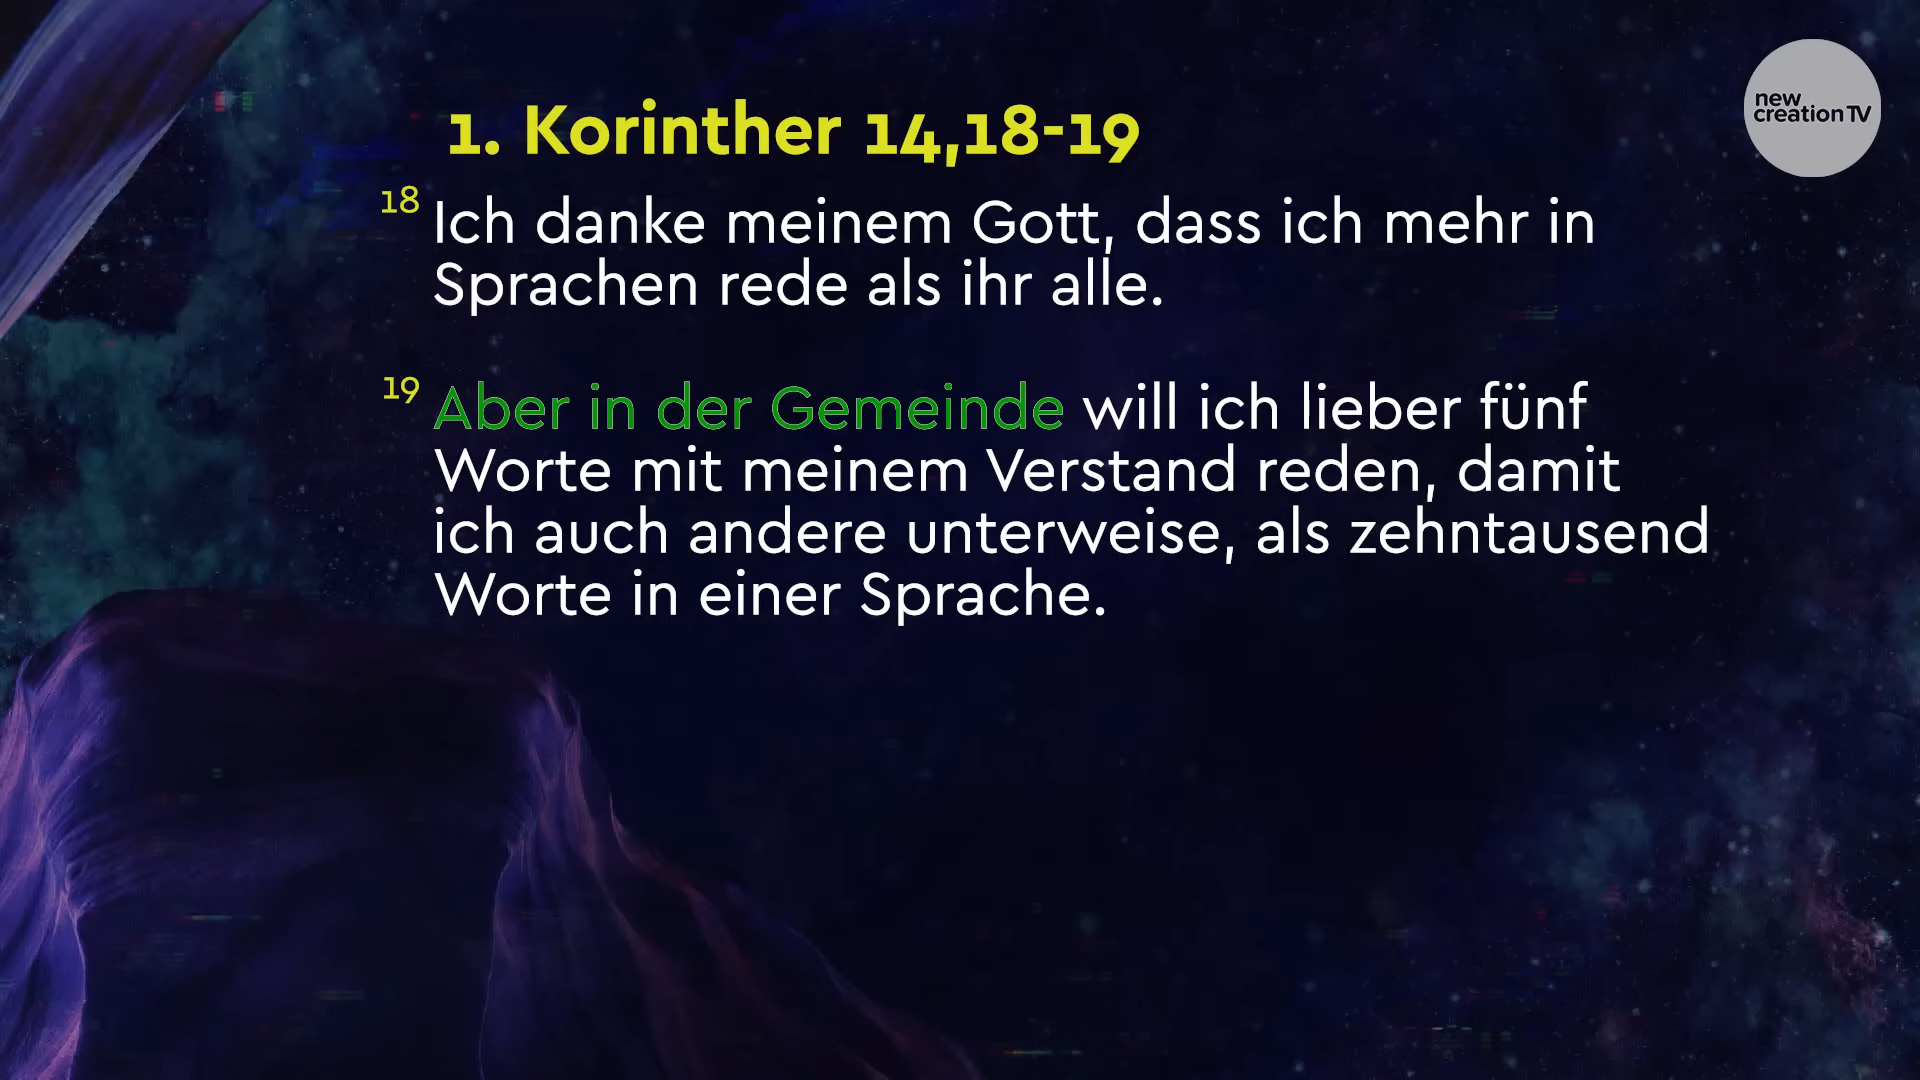 new
creationTV
1. Korinther 14,18-19
18 Ich danke meinem Gott, dass ich mehr in
Sprachen rede als ihr alle.
19 Aber in der Gemeinde will ich lieber fünf
Worte mit meinem Verstand reden, damit
ich auch andere unterweise, als zehntausend
Worte in einer Sprache.